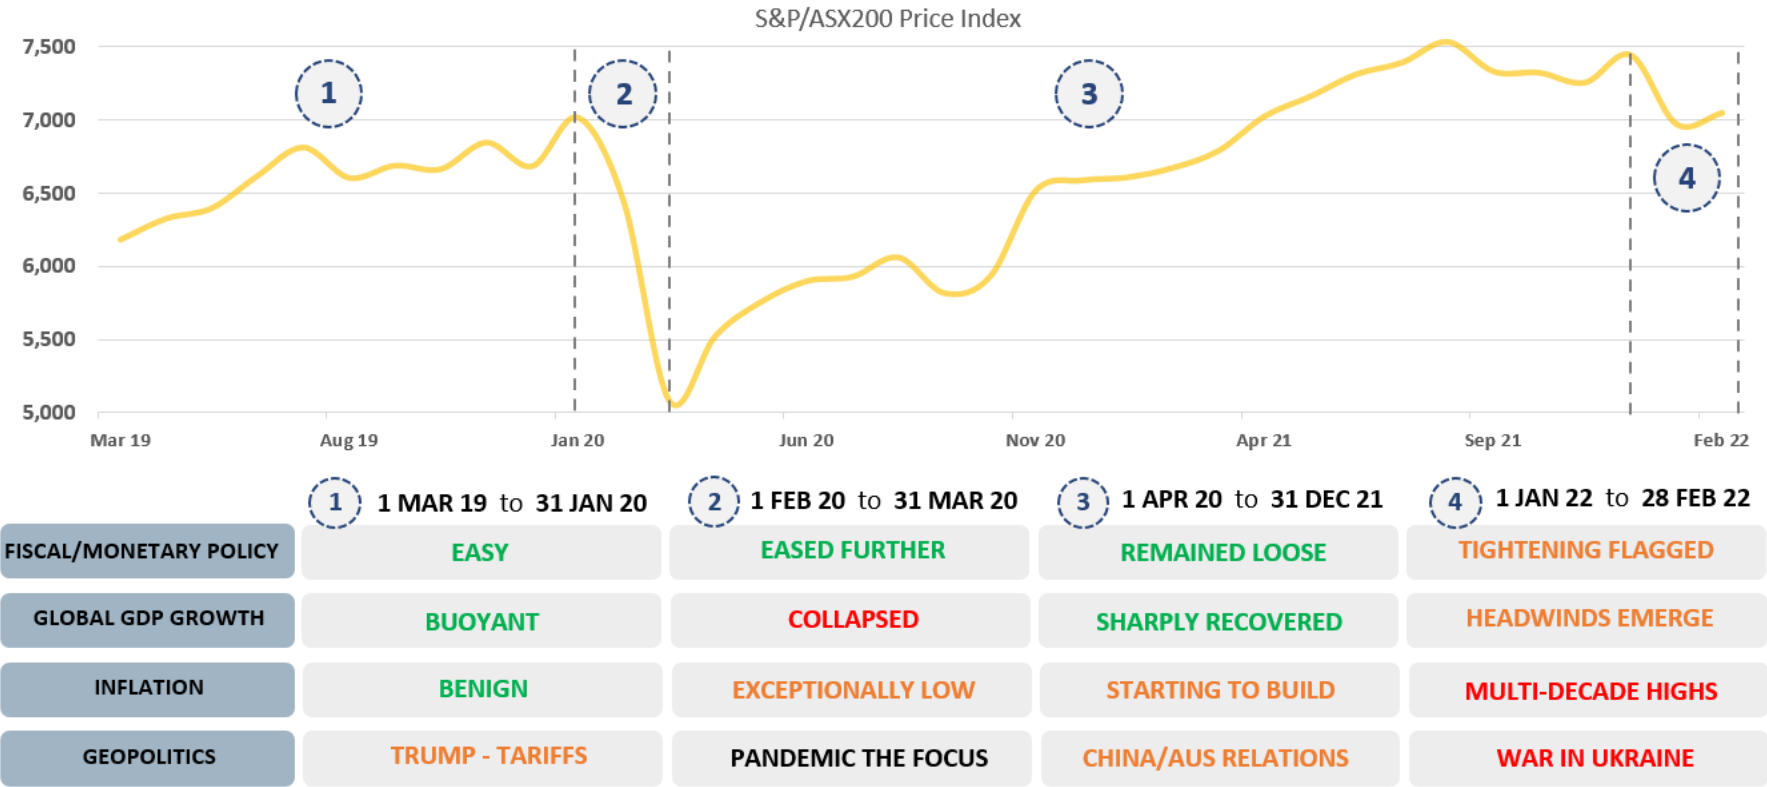 S&P/ASX200 Price Index
7,500
7,000
6,500
6,000
5,500
5,000
1
2
3
4
Mar 19 Aug 19 Jan 20 Jun 20 Nov 20 Apr 21 Sep 21 Feb 22
1 1 MAR 19 to 31 JAN 20 2 1 FEB 20 to 31 MAR 20 3 1 APR 20 to 31 DEC 21 4 1 JAN 22 to 28 FEB 22
FISCAL/MONETARY POLICY EASY EASED FURTHER REMAINED LOOSE TIGHTENING FLAGGED
GLOBAL GDP GROWTH BUOYANT COLLAPSED SHARPLY RECOVERED HEADWINDS EMERGE
INFLATION BENIGN EXCEPTIONALLY LOW STARTING TO BUILD MULTI-DECADE HIGHS
GEOPOLITICS TRUMP - TARIFFS PANDEMIC THE FOCUS CHINA/AUS RELATIONS WAR IN UKRAINE